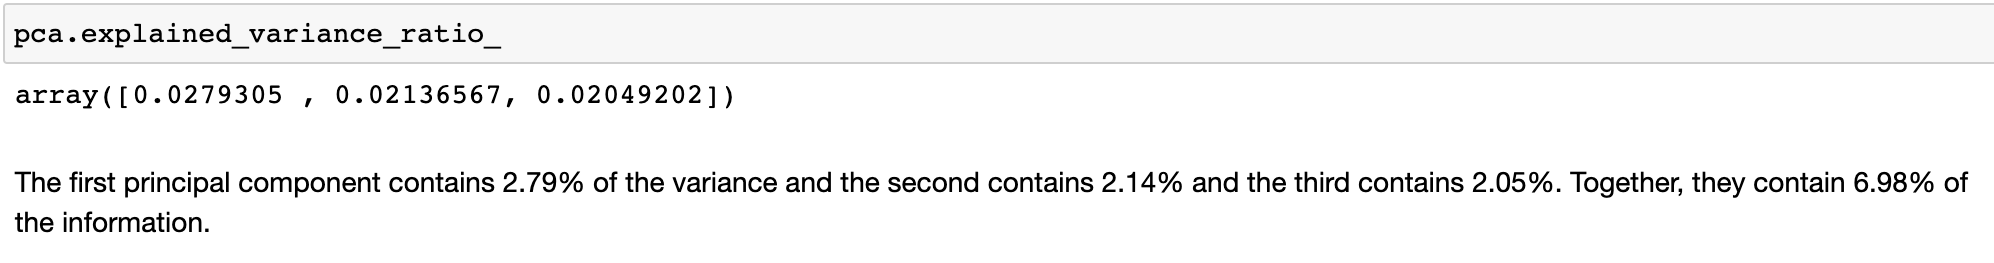 pca.explained_variance_ratio_
array([0.0279305 , 0.02136567, 0.02049202])
The first principal component contains 2.79% of the variance and the second contains 2.14% and the third contains 2.05%. Together, they contain 6.98% of
the information.